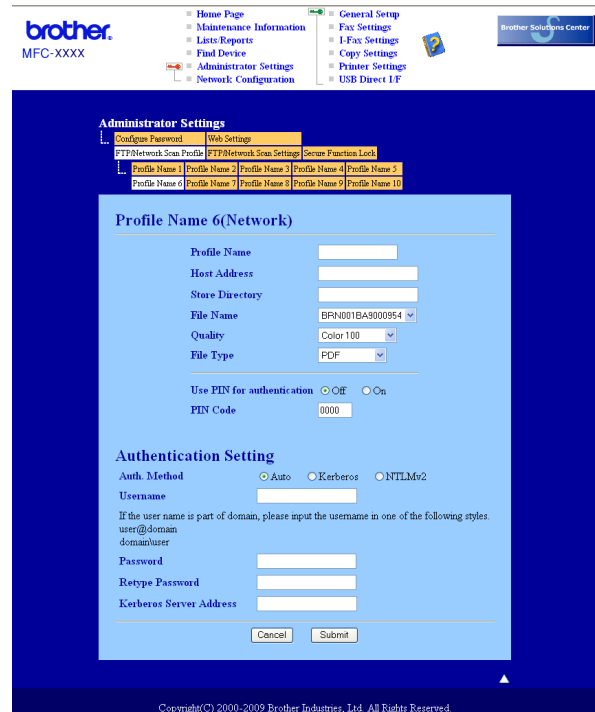 brother.
MFC-XXXX
Home Page
Maintenance Information
Lists/Reports
Find Device
Administrator Settings
Network Configuration
General Setup
Fax Settings
I-Fax Settings
Copy Settings
Printer Settings
USB Direct I/F
Brother Solutions Center
Administrator Settings
Configure Password Web Settings
FTP/Network Scan Profile FTP/Network Scan Settings Secure Function Lock
Profile Name 1 Profile Name 2 Profile Name 3 Profile Name 4 Profile Name 5
Profile Name 6 Profile Name 7 Profile Name 8 Profile Name 9 Profile Name 10
Profile Name 6(Network)
Profile Name
Host Address
Store Directory
File Name BRN001BA9000954
Quality Color 100
File Type PDF
Use PIN for authentication Off On
PIN Code 0000
Authentication Setting
Auth. Method Auto Kerberos NTLMv2
Username
If the user name is part of domain, please input the username in one of the following styles.
user@domain
domain\user
Password
Retype Password
Kerberos Server Address
Cancel Submit
Copyright(C) 2000-2009 Brother Industries, Ltd. All Rights Reserved.